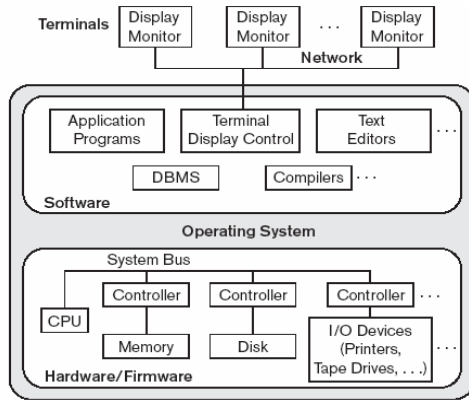 Terminals
Display Monitor
Display Monitor
...
Display Monitor
Network
Application Programs
Terminal Display Control
Text Editors
...
DBMS
Compilers
...
Software
Operating System
System Bus
CPU
Controller
Controller
Controller
...
Memory
Disk
I/O Devices
(Printers,
Tape Drives, ...)
...
Hardware/Firmware